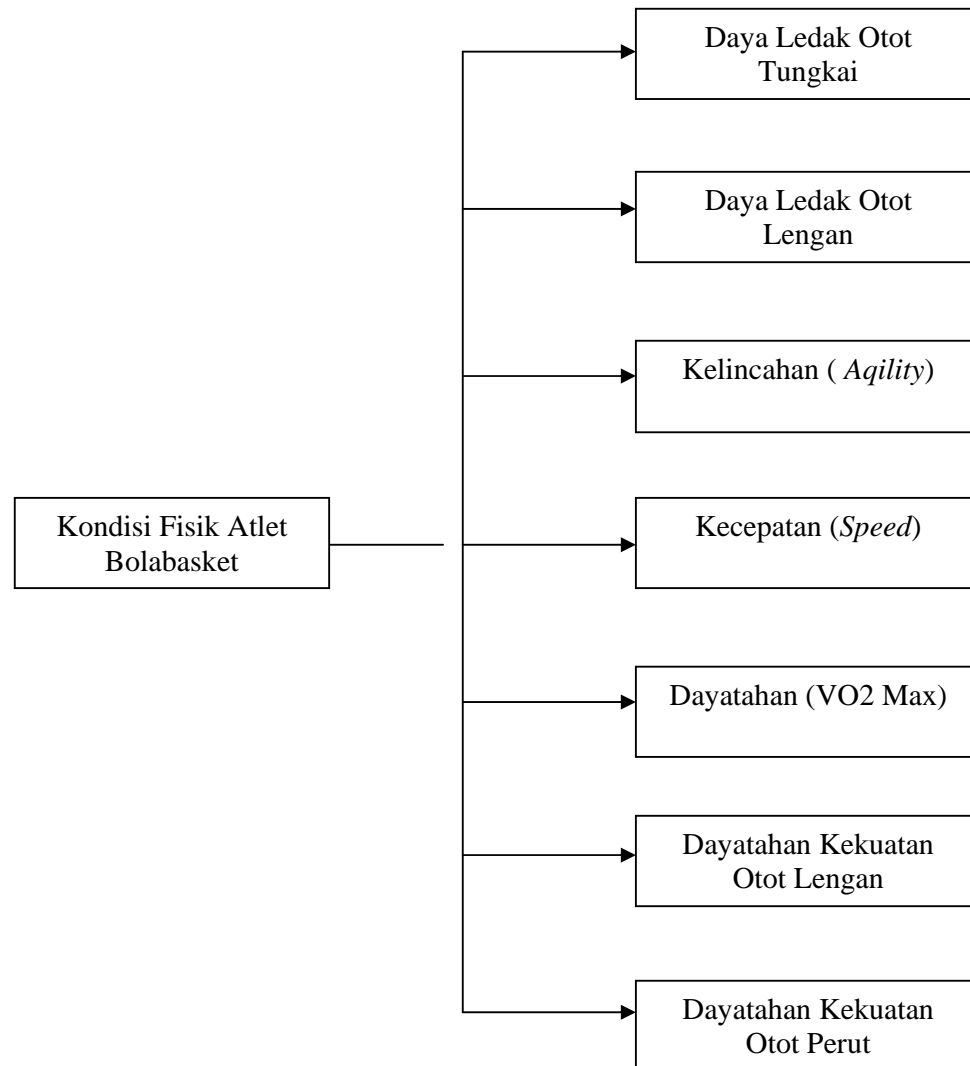 Daya Ledak Otot
Tungkai
Daya Ledak Otot
Lengan
Kelincahan ( Aqility)
Kondisi Fisik Atlet
Bolabasket
Kecepatan (Speed)
Dayatahan (VO2 Max)
Dayatahan Kekuatan
Otot Lengan
Dayatahan Kekuatan
Otot Perut